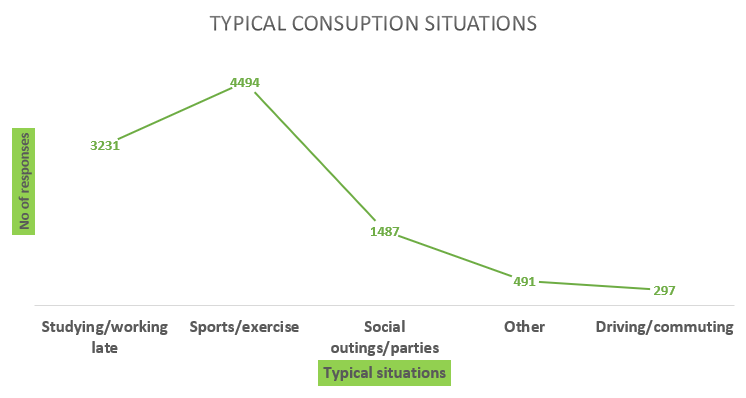 TYPICAL CONSUPTION SITUATIONS
No of responses
3231
4494
1487
491
297
Studying/working
late
Sports/exercise
Social
outings/parties
Other
Driving/commuting
Typical situations